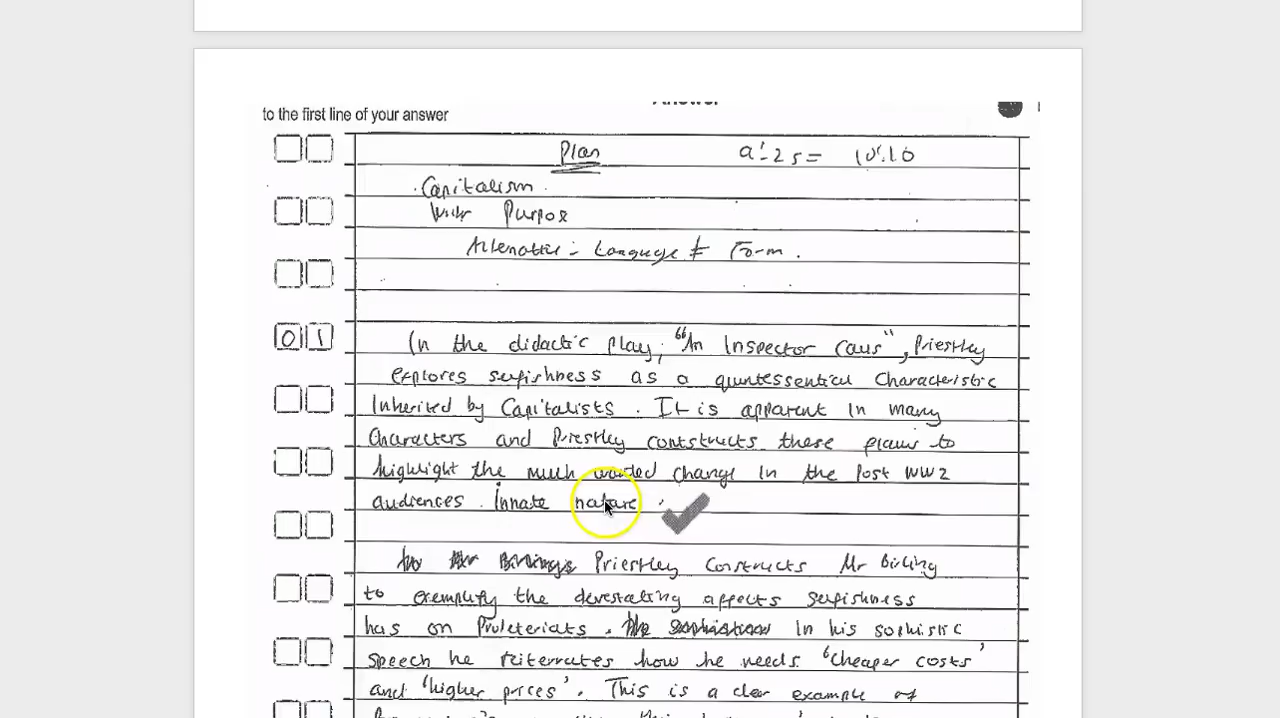 to the first line of your answer
Plan 9:25 = 10:10
Capitalism
Purpose
Alternative - Language & Form.
01
In the didactic play, "An Inspector Calls", Priestley
explores selfishness as a quintessential characteristic
inherited by Capitalists. It is apparent in many
characters and Priestley contstructs these flaws to
highlight the much wanted change in the post WW2
audiences innate nature.
Priestley constructs Mr Birling
to exemplify the devestating affects selfishness
has on Proleteriats. In his sophistic
speech he reiterates how he needs 'cheaper costs'
and 'higher prices'. This is a clear example of